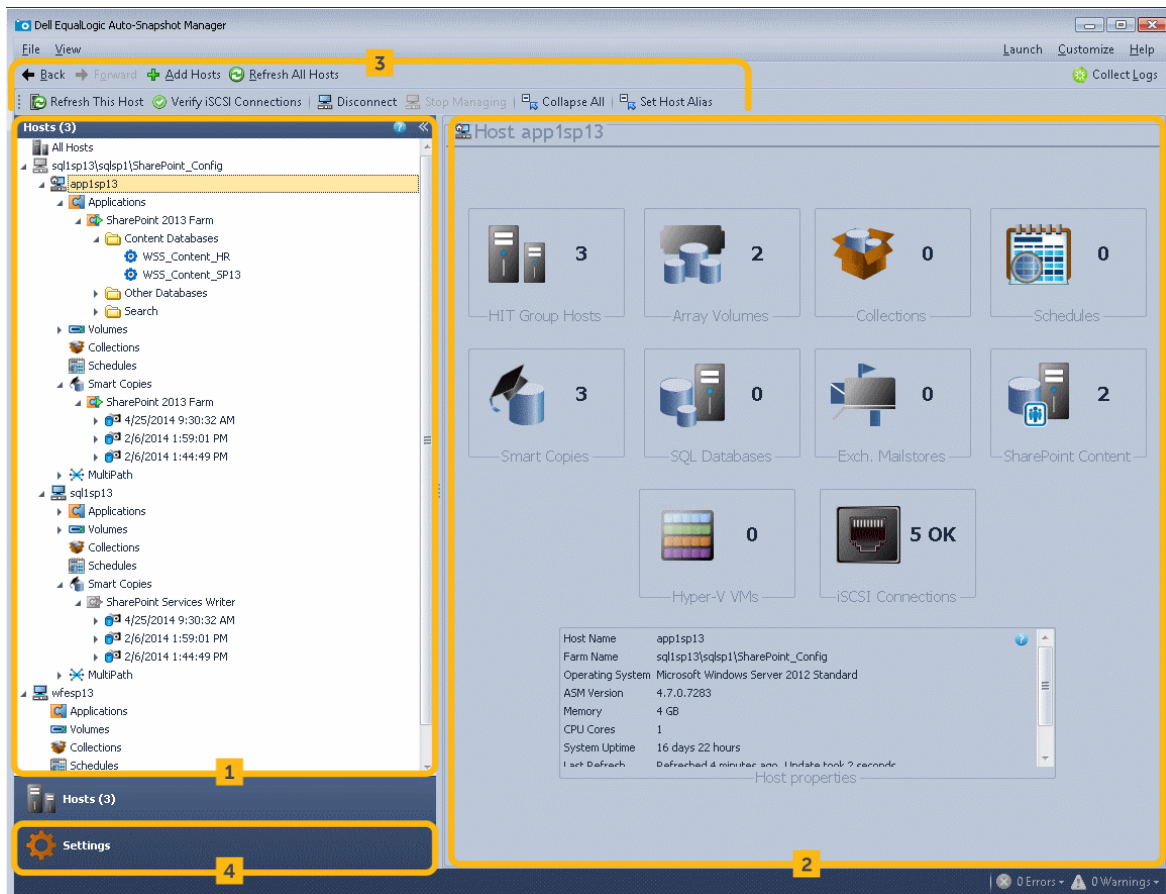 Dell EqualLogic Auto-Snapshot Manager
File View Launch Customize Help
Back Forward Add Hosts Refresh All Hosts Collect Logs
3
Refresh This Host Verify iSCSI Connections Disconnect Stop Managing Collapse All Set Host Alias
Hosts (3)
All Hosts
sql1sp13\sqlsp1\SharePoint_Config
app1sp13
Applications
SharePoint 2013 Farm
Content Databases
WSS_Content_HR
WSS_Content_SP13
Other Databases
Search
Volumes
Collections
Schedules
Smart Copies
SharePoint 2013 Farm
4/25/2014 9:30:32 AM
2/6/2014 1:59:01 PM
2/6/2014 1:44:49 PM
MultiPath
sql1sp13
Applications
Volumes
Collections
Schedules
Smart Copies
SharePoint Services Writer
4/25/2014 9:30:32 AM
2/6/2014 1:59:01 PM
2/6/2014 1:44:49 PM
MultiPath
wfesp13
Applications
Volumes
Collections
Schedules
1
Hosts (3)
Settings
4
Host app1sp13
3 2 0 0
HIT Group Hosts Array Volumes Collections Schedules
3 0 0 2
Smart Copies SQL Databases Exch. Mailstores SharePoint Content
0 5 OK
Hyper-V VMs iSCSI Connections
Host Name app1sp13
Farm Name sql1sp13\sqlsp1\SharePoint_Config
Operating System Microsoft Windows Server 2012 Standard
ASM Version 4.7.0.7283
Memory 4 GB
CPU Cores 1
System Uptime 16 days 22 hours
Last Refresh Refreshed 4 minutes ago. Update took 2 seconds
Host properties
2
0 Errors 0 Warnings